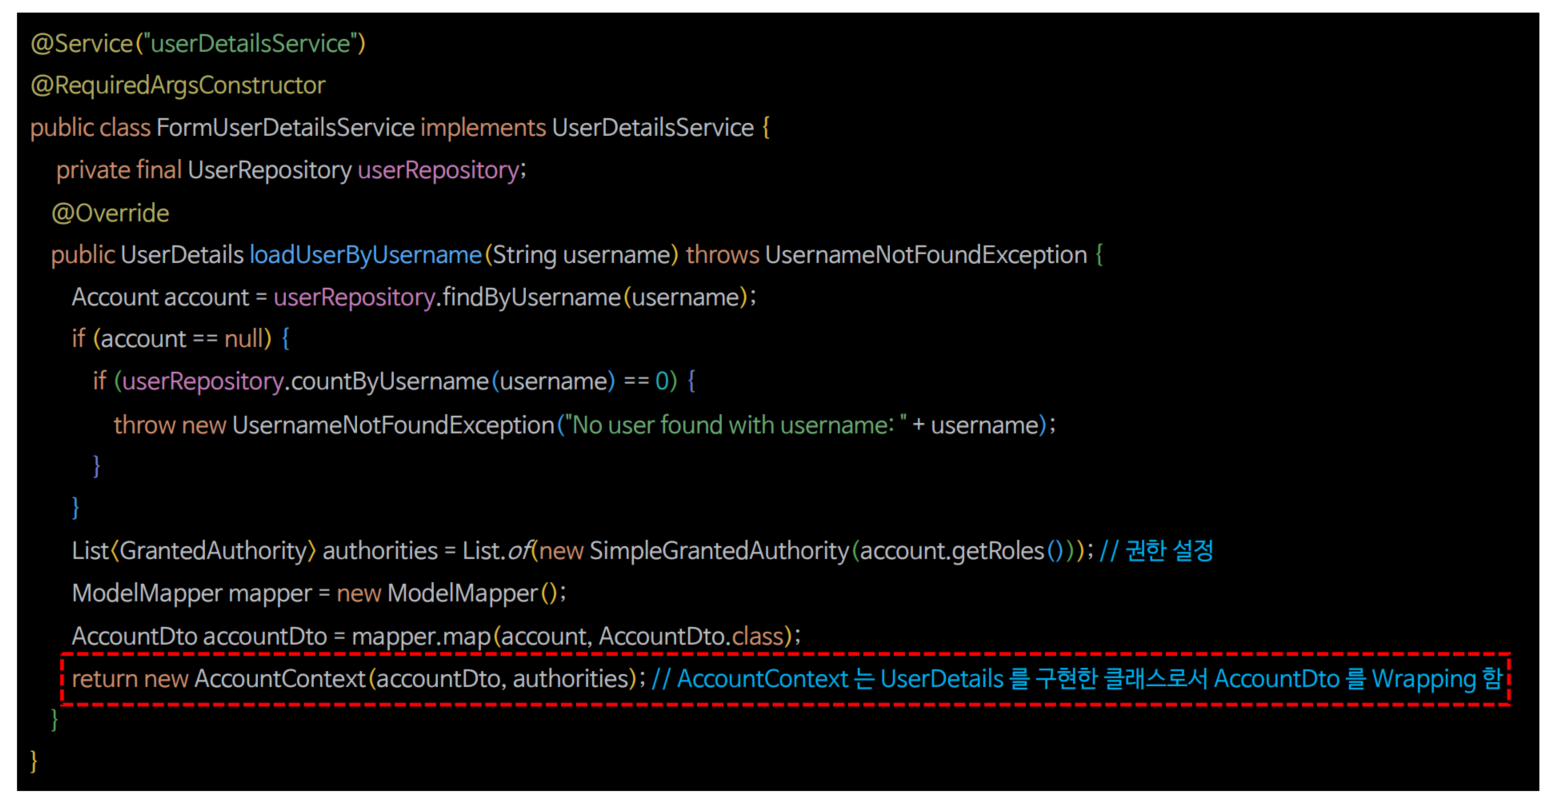 @Service("userDetailsService")
@RequiredArgsConstructor
public class FormUserDetailsService implements UserDetailsService {
private final UserRepository userRepository;
@Override
public UserDetails loadUserByUsername(String username) throws UsernameNotFoundException {
Account account = userRepository.findByUsername(username);
if (account == null) {
if (userRepository.countByUsername(username) == 0) {
throw new UsernameNotFoundException("No user found with username: " + username);
}
}
List<GrantedAuthority> authorities = List.of(new SimpleGrantedAuthority(account.getRoles())); // 권한 설정
ModelMapper mapper = new ModelMapper();
AccountDto accountDto = mapper.map(account, AccountDto.class);
return new AccountContext(accountDto, authorities); // AccountContext 는 UserDetails 를 구현한 클래스로서 AccountDto 를 Wrapping 함
}
}